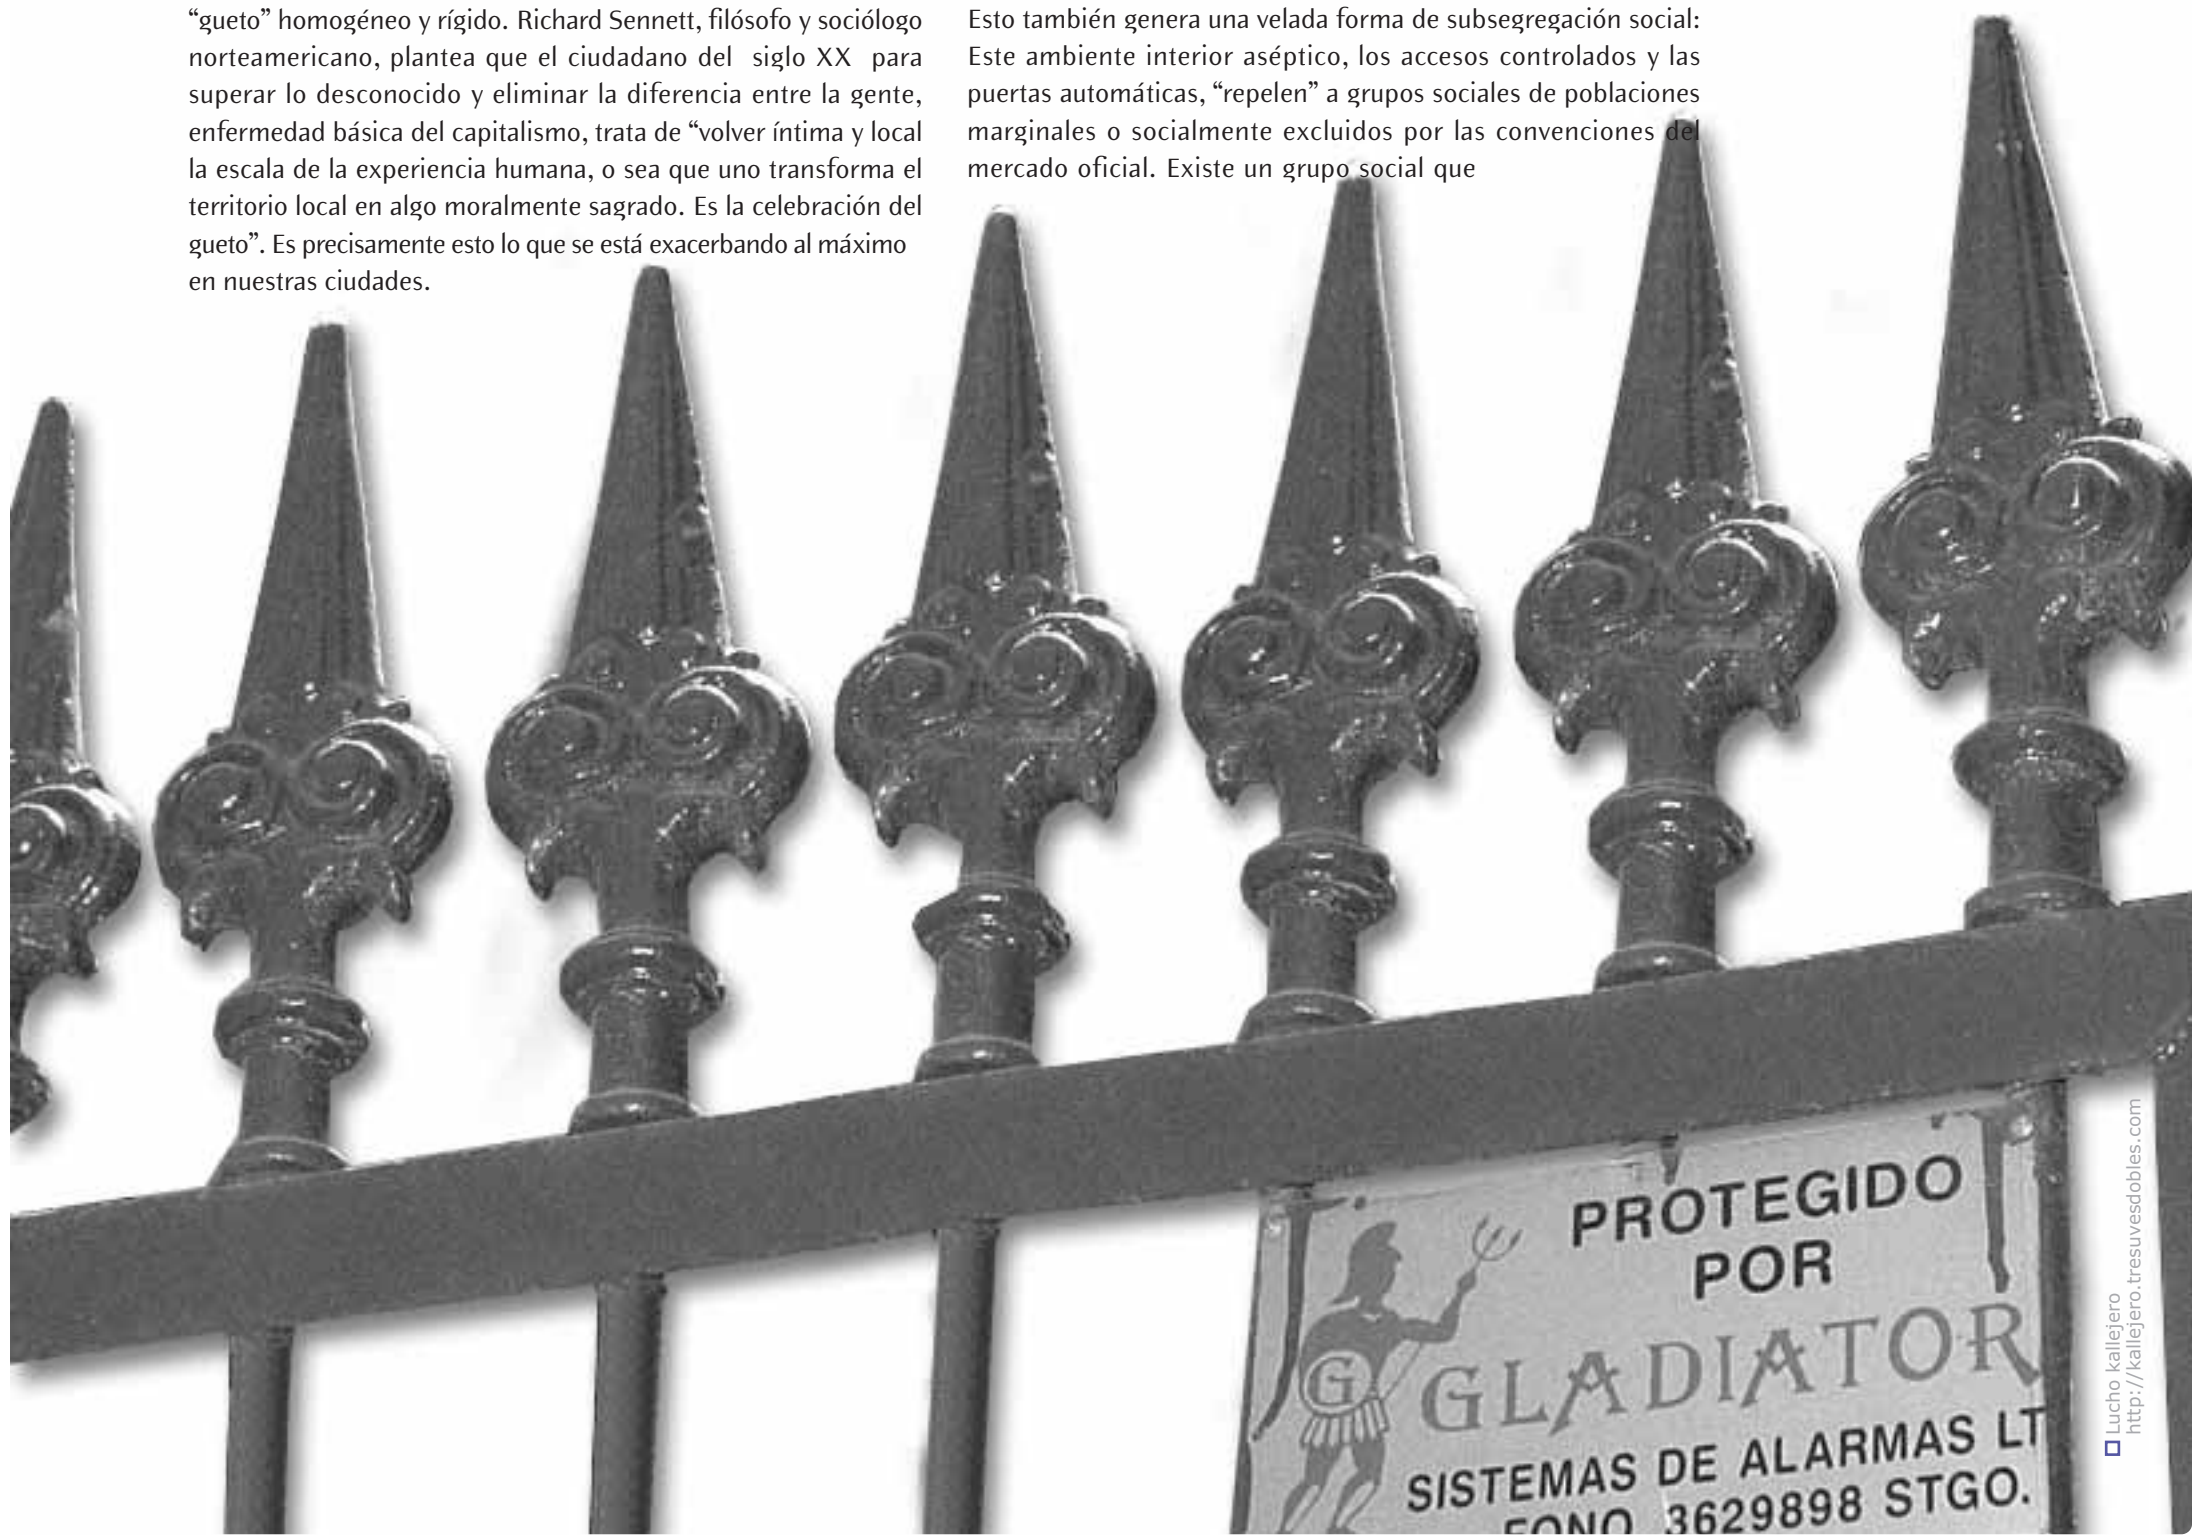 “gueto” homogéneo y rígido. Richard Sennett, filósofo y sociólogo
norteamericano, plantea que el ciudadano del siglo XX para
superar lo desconocido y eliminar la diferencia entre la gente,
enfermedad básica del capitalismo, trata de “volver íntima y local
la escala de la experiencia humana, o sea que uno transforma el
territorio local en algo moralmente sagrado. Es la celebración del
gueto”. Es precisamente esto lo que se está exacerbando al máximo
en nuestras ciudades.
Esto también genera una velada forma de subsegregación social:
Este ambiente interior aséptico, los accesos controlados y las
puertas automáticas, “repelen” a grupos sociales de poblaciones
marginales o socialmente excluidos por las convenciones del
mercado oficial. Existe un grupo social que
PROTEGIDO
POR
G GLADIATOR
SISTEMAS DE ALARMAS LT
FONO 3629898 STGO.
Lucho kallejero
http://kallejero.tresuvesdobles.com